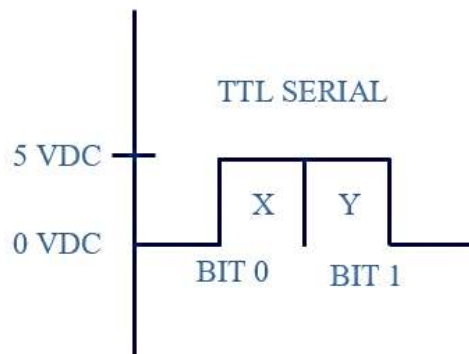 TTL SERIAL
5 VDC
X Y
0 VDC
BIT 0 BIT 1